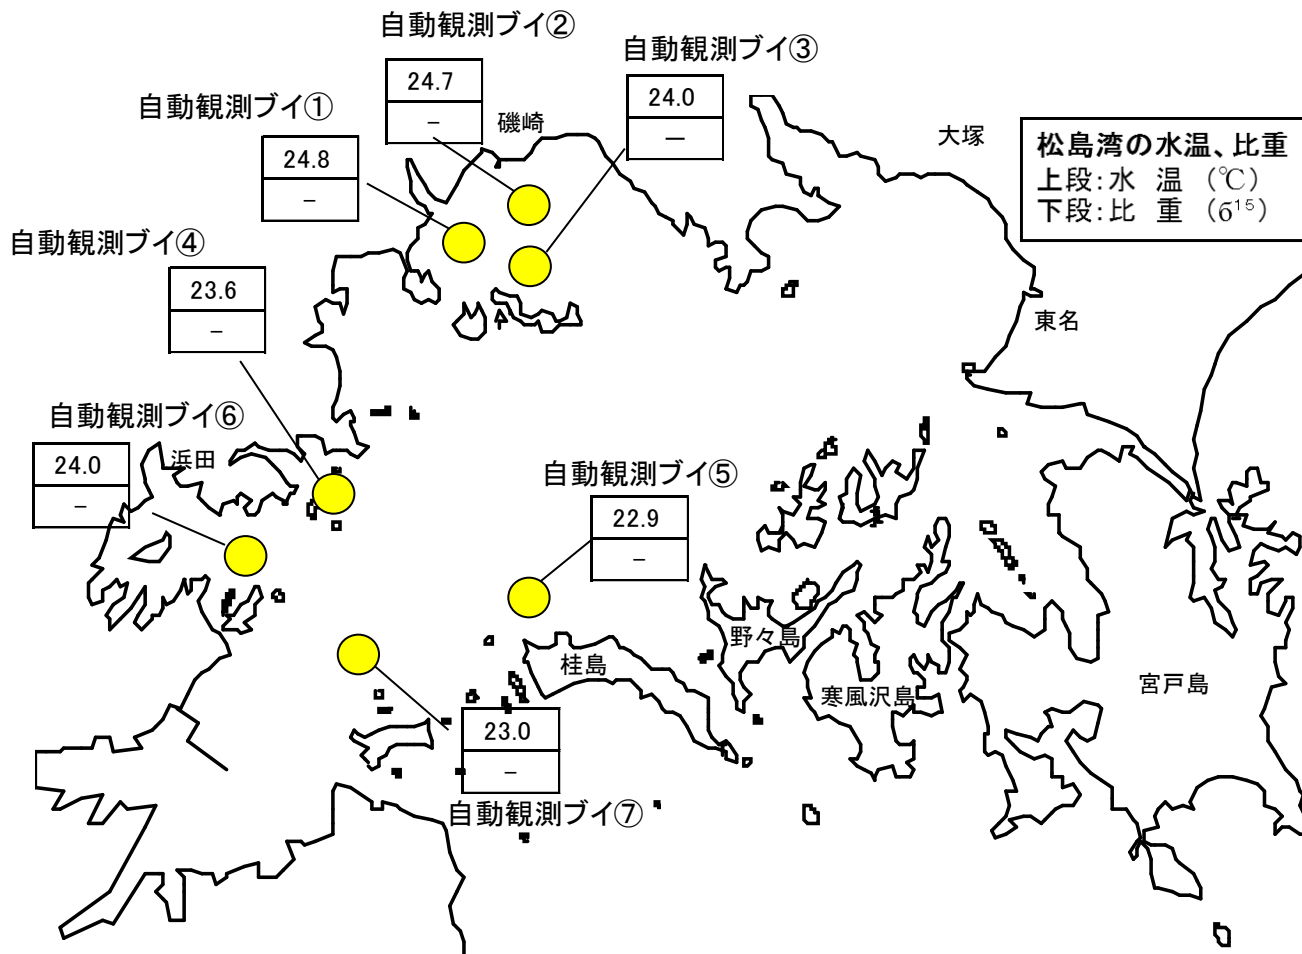 自動観測ブイ②
24.7
－
自動観測ブイ③
24.0
－
自動観測ブイ①
24.8
－
磯崎
大塚
松島湾の水温、比重
上段：水　温　（℃）
下段：比　重　（б¹⁵）
自動観測ブイ④
23.6
－
東名
自動観測ブイ⑥
24.0
－
浜田
自動観測ブイ⑤
22.9
－
野々島
桂島
寒風沢島
宮戸島
23.0
－
自動観測ブイ⑦